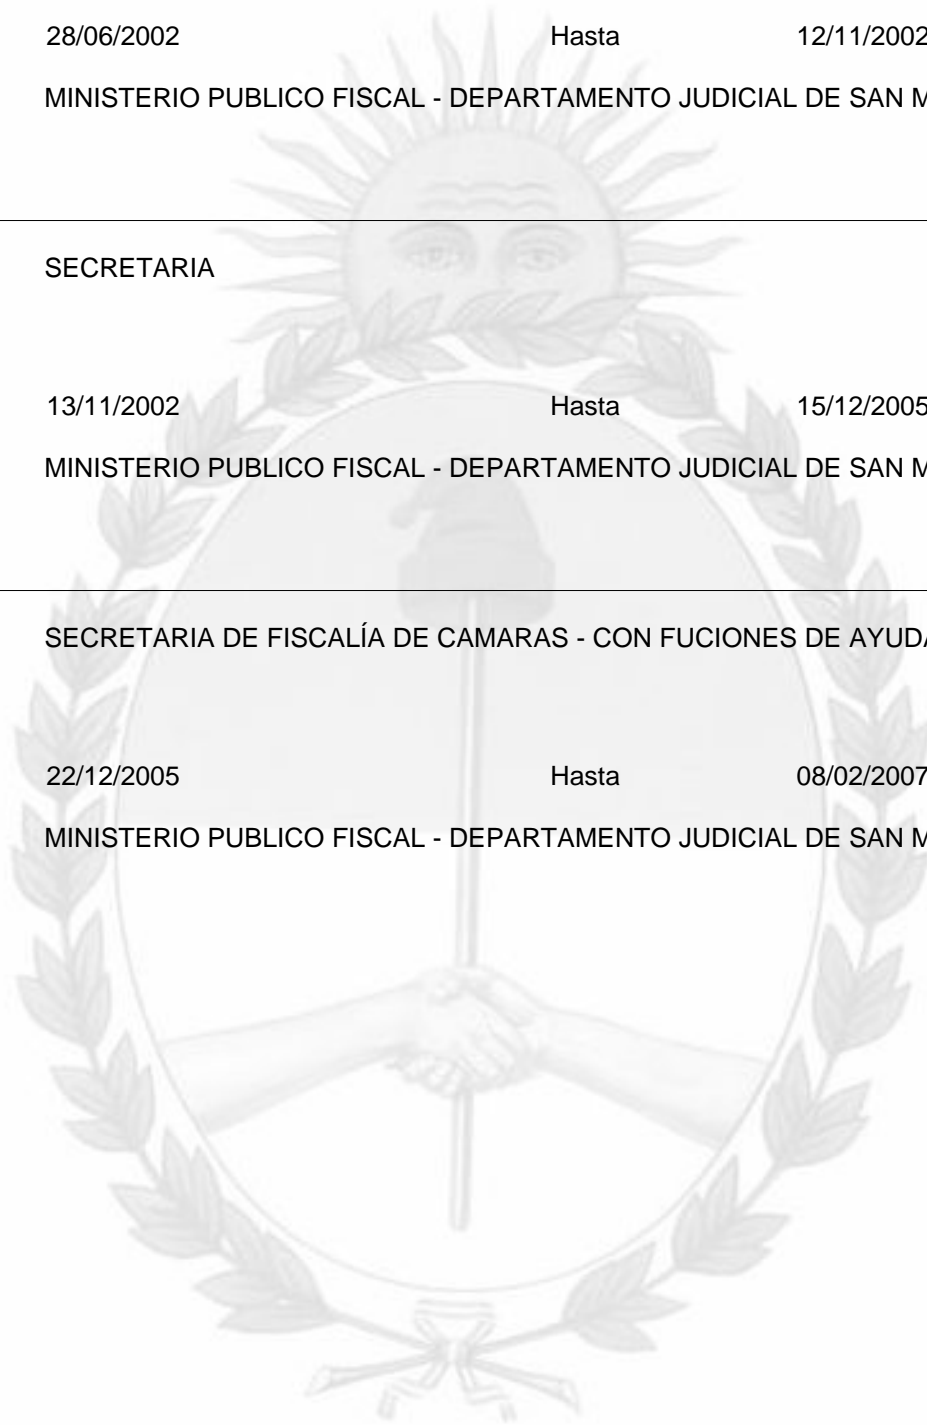 28/06/2002 Hasta 12/11/2002
MINISTERIO PUBLICO FISCAL - DEPARTAMENTO JUDICIAL DE SAN M
SECRETARIA
13/11/2002 Hasta 15/12/2005
MINISTERIO PUBLICO FISCAL - DEPARTAMENTO JUDICIAL DE SAN M
SECRETARIA DE FISCALÍA DE CAMARAS - CON FUCIONES DE AYUDA
22/12/2005 Hasta 08/02/2007
MINISTERIO PUBLICO FISCAL - DEPARTAMENTO JUDICIAL DE SAN M